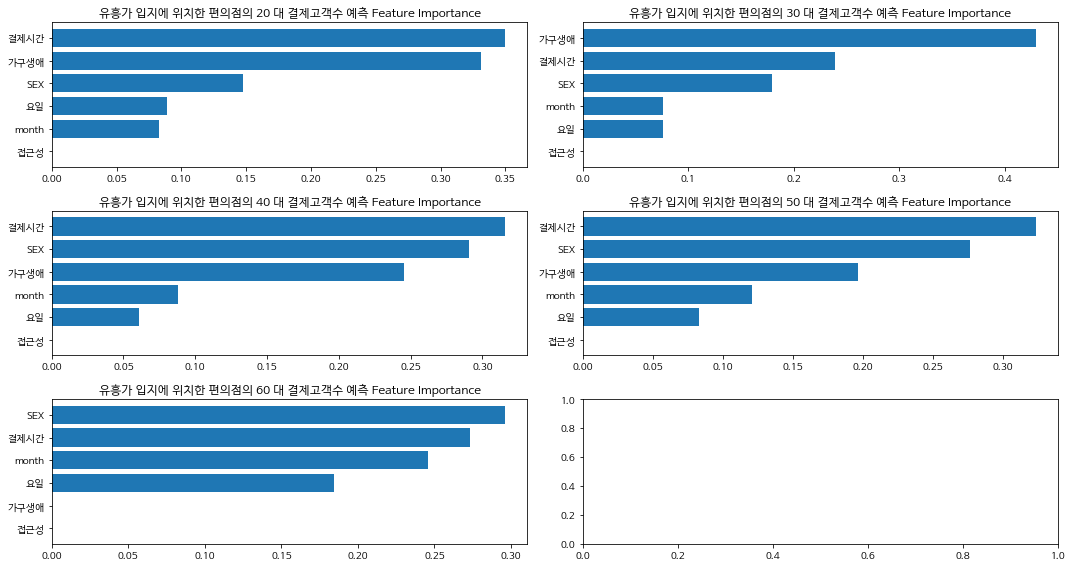 유흥가 입지에 위치한 편의점의 20 대 결제고객수 예측 Feature Importance
결제시간
가구생애
SEX
요일
month
접근성
0.00 0.05 0.10 0.15 0.20 0.25 0.30 0.35
유흥가 입지에 위치한 편의점의 30 대 결제고객수 예측 Feature Importance
가구생애
결제시간
SEX
month
요일
접근성
0.0 0.1 0.2 0.3 0.4
유흥가 입지에 위치한 편의점의 40 대 결제고객수 예측 Feature Importance
결제시간
SEX
가구생애
month
요일
접근성
0.00 0.05 0.10 0.15 0.20 0.25 0.30
유흥가 입지에 위치한 편의점의 50 대 결제고객수 예측 Feature Importance
결제시간
SEX
가구생애
month
요일
접근성
0.00 0.05 0.10 0.15 0.20 0.25 0.30
유흥가 입지에 위치한 편의점의 60 대 결제고객수 예측 Feature Importance
SEX
결제시간
month
요일
가구생애
접근성
0.00 0.05 0.10 0.15 0.20 0.25 0.30
1.0
0.8
0.6
0.4
0.2
0.0
0.0 0.2 0.4 0.6 0.8 1.0